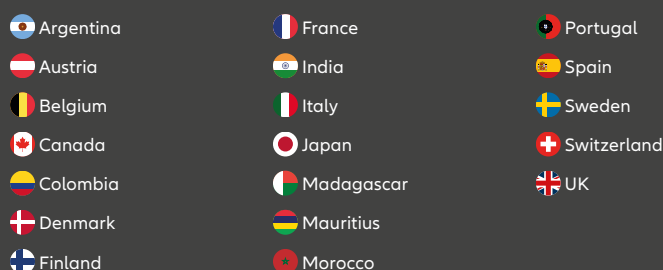 Argentina
Austria
Belgium
Canada
Colombia
Denmark
Finland
France
India
Italy
Japan
Madagascar
Mauritius
Morocco
Portugal
Spain
Sweden
Switzerland
UK